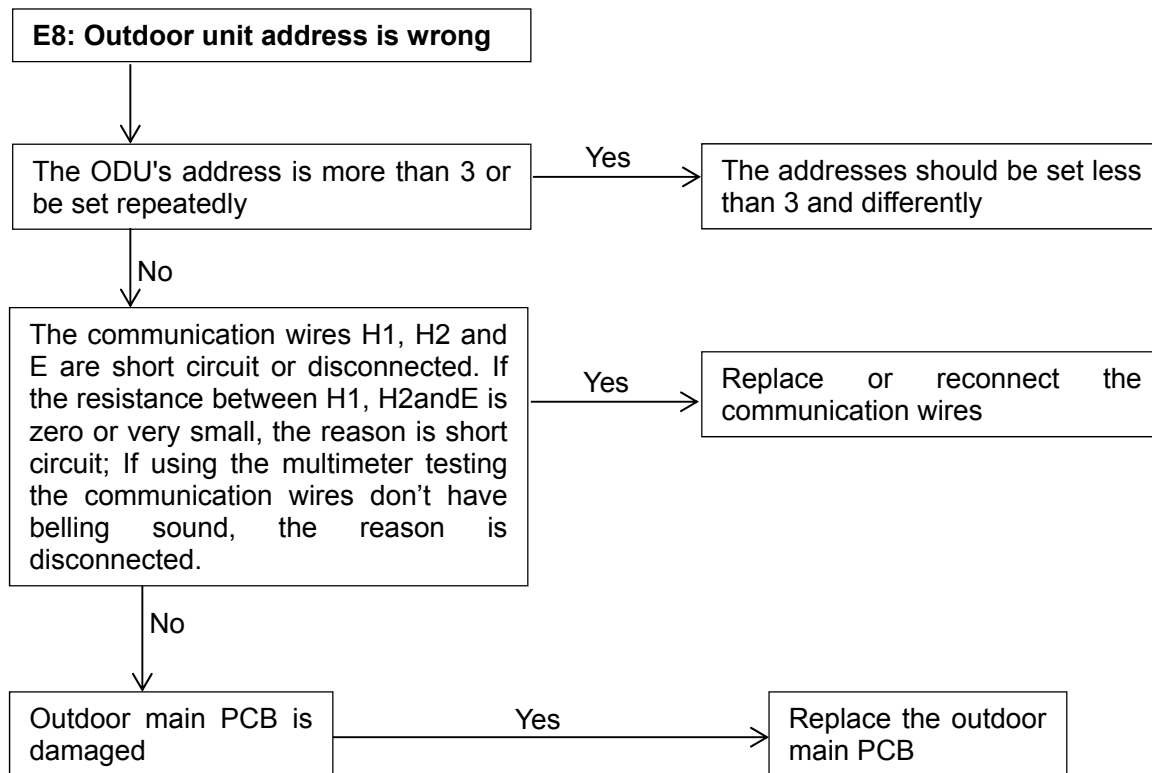 E8: Outdoor unit address is wrong
The ODU's address is more than 3 or
be set repeatedly
Yes
The addresses should be set less
than 3 and differently
No
The communication wires H1, H2 and
E are short circuit or disconnected. If
the resistance between H1, H2andE is
zero or very small, the reason is short
circuit; If using the multimeter testing
the communication wires don’t have
belling sound, the reason is
disconnected.
Yes
Replace or reconnect the
communication wires
No
Outdoor main PCB is
damaged
Yes
Replace the outdoor
main PCB